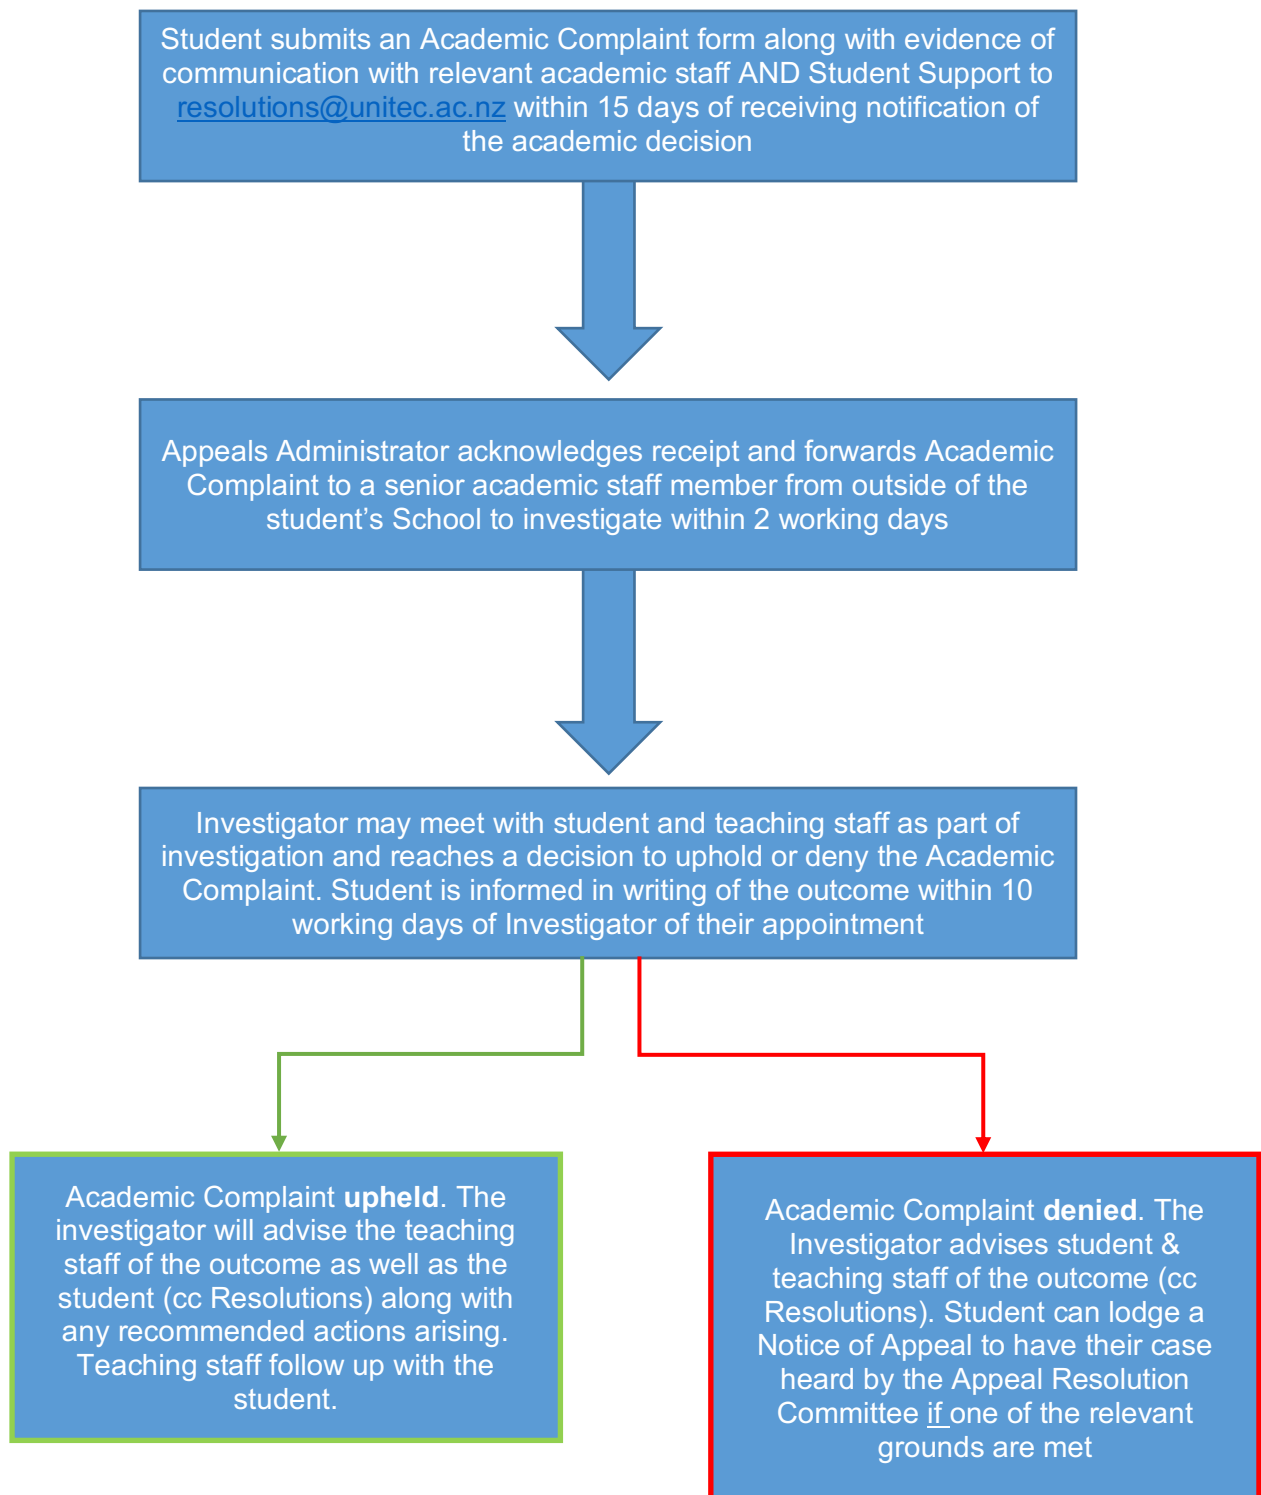 Student submits an Academic Complaint form along with evidence of
communication with relevant academic staff AND Student Support to
resolutions@unitec.ac.nz within 15 days of receiving notification of
the academic decision
Appeals Administrator acknowledges receipt and forwards Academic
Complaint to a senior academic staff member from outside of the
student’s School to investigate within 2 working days
Investigator may meet with student and teaching staff as part of
investigation and reaches a decision to uphold or deny the Academic
Complaint. Student is informed in writing of the outcome within 10
working days of Investigator of their appointment
Academic Complaint upheld. The
investigator will advise the teaching
staff of the outcome as well as the
student (cc Resolutions) along with
any recommended actions arising.
Teaching staff follow up with the
student.
Academic Complaint denied. The
Investigator advises student &
teaching staff of the outcome (cc
Resolutions). Student can lodge a
Notice of Appeal to have their case
heard by the Appeal Resolution
Committee if one of the relevant
grounds are met